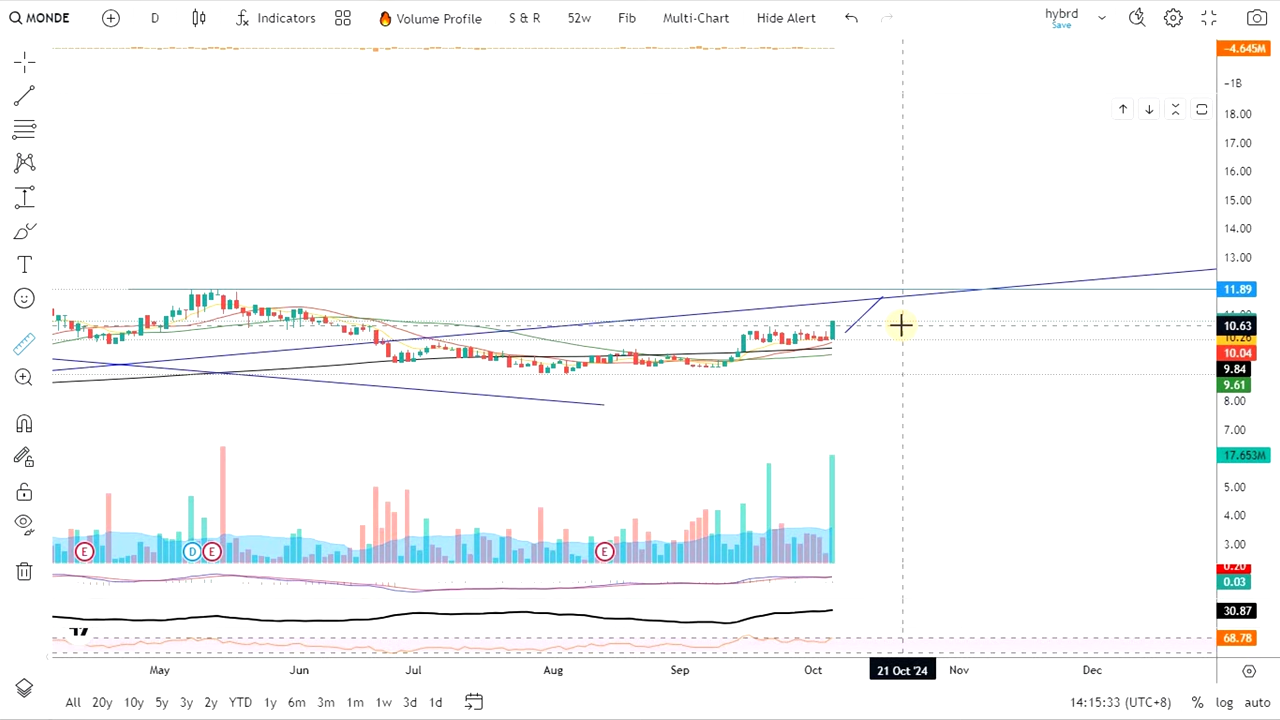 MONDE D Indicators Volume Profile S & R 52w Fib Multi-Chart Hide Alert hybrd
Save
−4.645M
−1B
18.00
17.00
16.00
15.00
14.00
13.00
11.89
10.63
10.26
10.04
9.84
9.61
8.00
7.00
17.653M
5.00
4.00
3.00
E D E E
0.20
0.03
30.87
68.78
May Jun Jul Aug Sep Oct 21 Oct '24 Nov Dec
All 20y 10y 5y 3y 2y YTD 1y 6m 3m 1m 1w 3d 1d 14:15:33 (UTC+8) % log auto